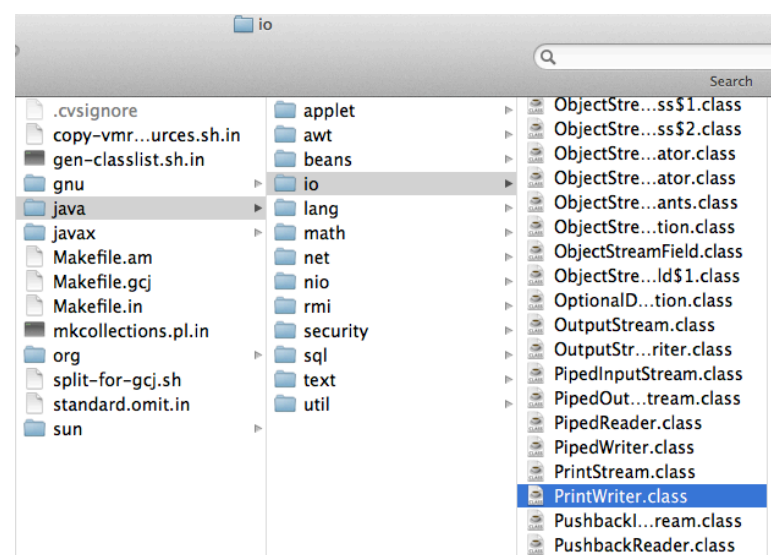 io
Search
.cvsignore
copy-vmr...urces.sh.in
gen-classlist.sh.in
gnu
java
javax
Makefile.am
Makefile.gcj
Makefile.in
mkcollections.pl.in
org
split-for-gcj.sh
standard.omit.in
sun
applet
awt
beans
io
lang
math
net
nio
rmi
security
sql
text
util
ObjectStre...ss$1.class
ObjectStre...ss$2.class
ObjectStre...ator.class
ObjectStre...ator.class
ObjectStre...ants.class
ObjectStre...tion.class
ObjectStreamField.class
ObjectStre...ld$1.class
OptionalD...tion.class
OutputStream.class
OutputStr...riter.class
PipedInputStream.class
PipedOut...tream.class
PipedReader.class
PipedWriter.class
PrintStream.class
PrintWriter.class
PushbackI...ream.class
PushbackReader.class